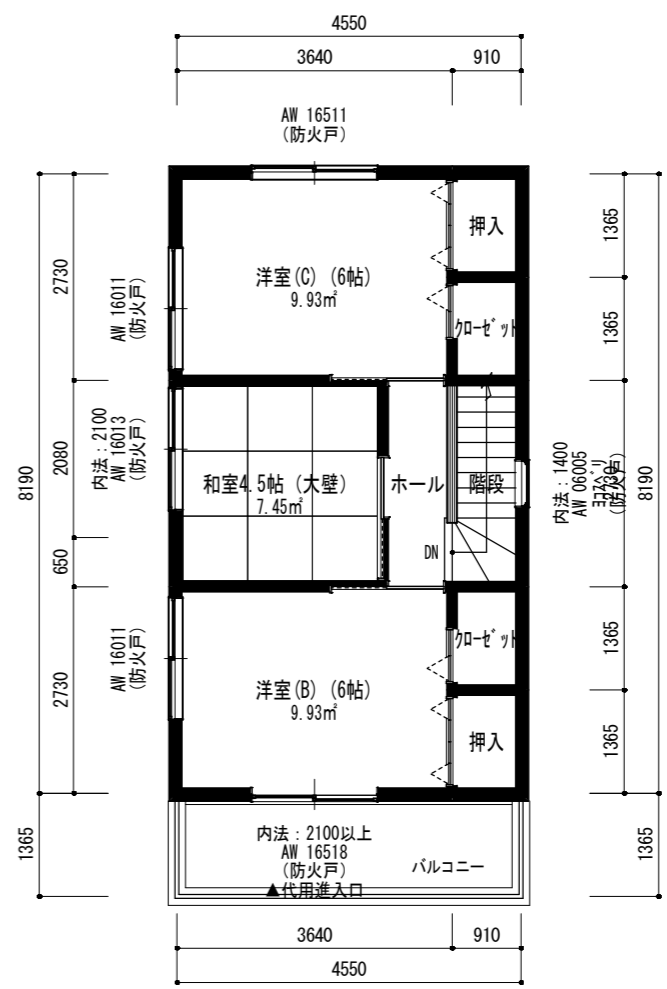 4550
3640
910
AW 16511
(防火戸)
押入
1365
2730
洋室(C) (6帖)
9.93㎡
AW 16011
(防火戸)
クローゼット
1365
8190
内法：2100
AW 16013
(防火戸)
2080
和室4.5帖 (大壁)
7.45㎡
ホール
階段
内法：1400
AW 06005
(防火戸)
8190
650
DN
2730
AW 16011
(防火戸)
クローゼット
1365
洋室(B) (6帖)
9.93㎡
押入
1365
1365
内法：2100以上
AW 16518
(防火戸)
▲代用進入口
バルコニー
3640
910
4550